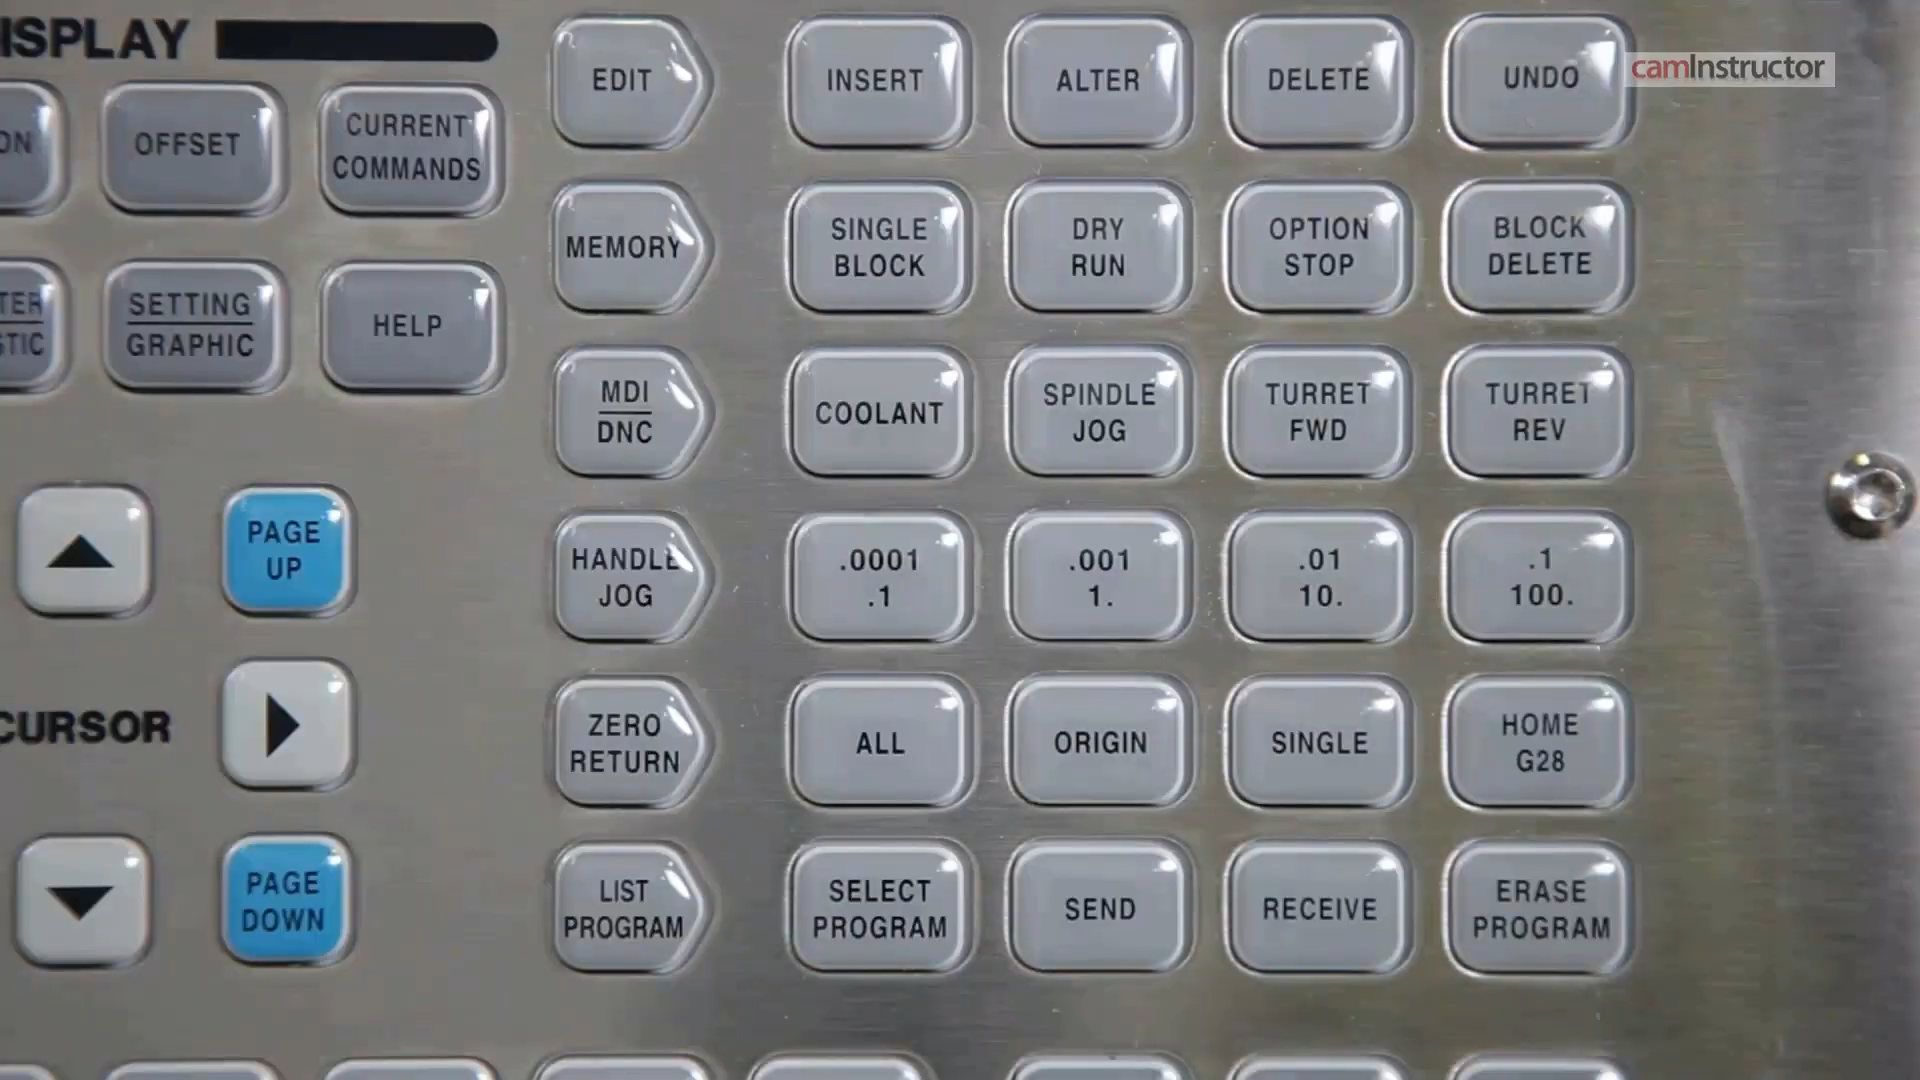 DISPLAY
OFFSET
CURRENT
COMMANDS
SETTING
GRAPHIC
HELP
PAGE
UP
CURSOR
PAGE
DOWN
EDIT
INSERT
ALTER
DELETE
UNDO
camInstructor
MEMORY
SINGLE
BLOCK
DRY
RUN
OPTION
STOP
BLOCK
DELETE
MDI
DNC
COOLANT
SPINDLE
JOG
TURRET
FWD
TURRET
REV
HANDLE
JOG
.0001
.1
.001
1.
.01
10.
.1
100.
ZERO
RETURN
ALL
ORIGIN
SINGLE
HOME
G28
LIST
PROGRAM
SELECT
PROGRAM
SEND
RECEIVE
ERASE
PROGRAM